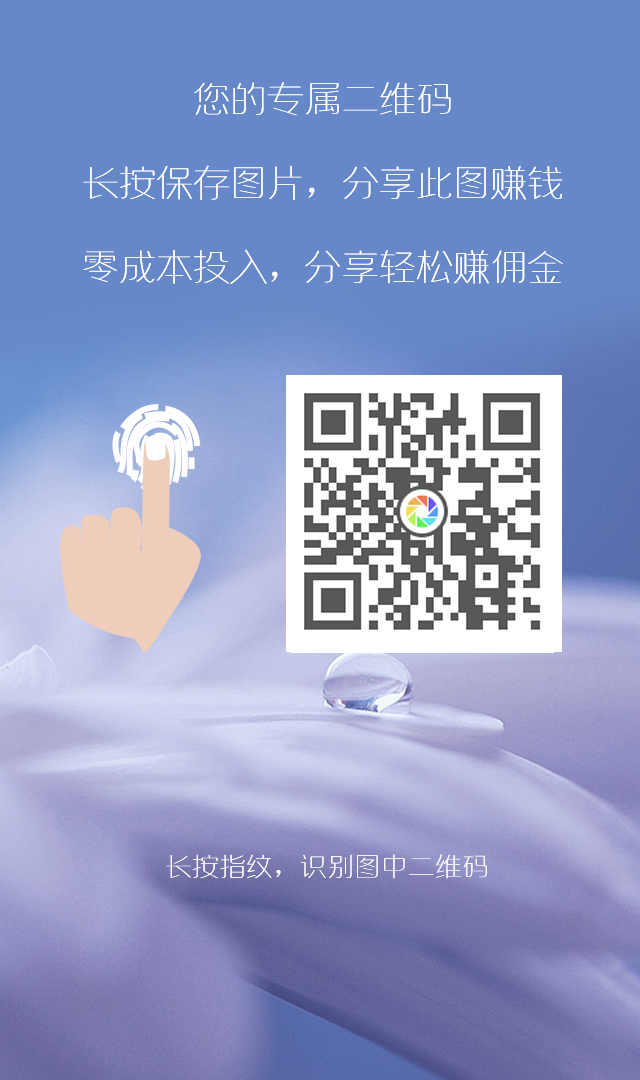 您的专属二维码
长按保存图片，分享此图赚钱
零成本投入，分享轻松赚佣金
长按指纹，识别图中二维码